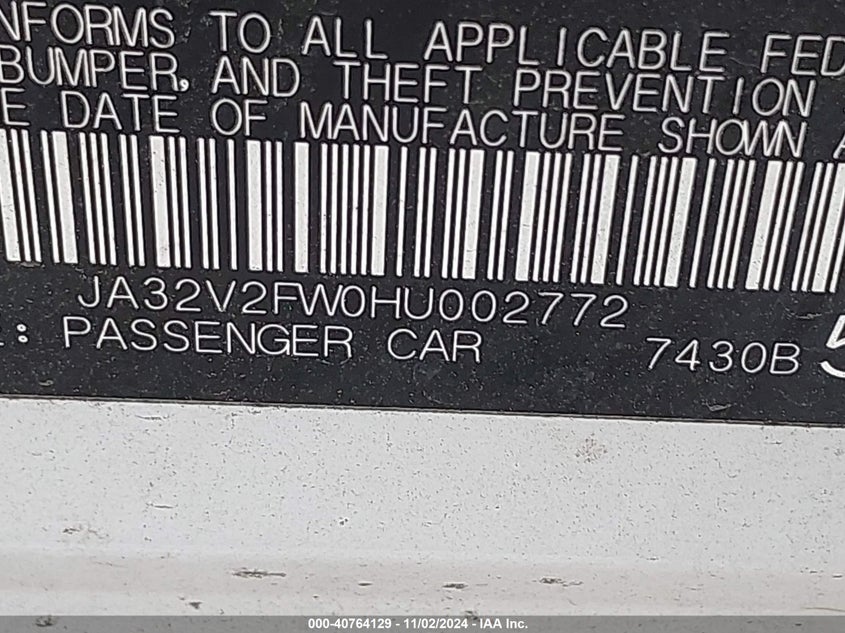 NFORMS TO ALL APPLICABLE FED
BUMPER, AND THEFT PREVENTION
E DATE OF MANUFACTURE SHOWN A
JA32V2FW0HU002772
: PASSENGER CAR 7430B 5
000-40764129 - 11/02/2024 - IAA Inc.